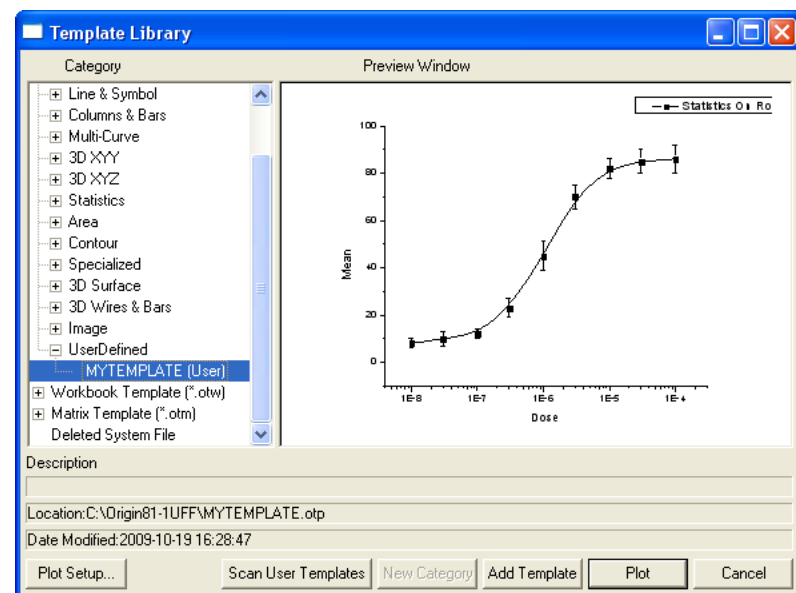 Template Library
Category
Preview Window
Line & Symbol
Columns & Bars
Multi-Curve
3D XYY
3D XYZ
Statistics
Area
Contour
Specialized
3D Surface
3D Wires & Bars
Image
UserDefined
MYTEMPLATE (User)
Workbook Template (*.otw)
Matrix Template (*.otm)
Deleted System File
Statistics On Ro
100
80
60
40
20
0
Mean
1E-8 1E-7 1E-6 1E-5 1E-4
Dose
Description
Location:C:\Origin81-1UFF\MYTEMPLATE.otp
Date Modified:2009-10-19 16:28:47
Plot Setup... Scan User Templates New Category Add Template Plot Cancel